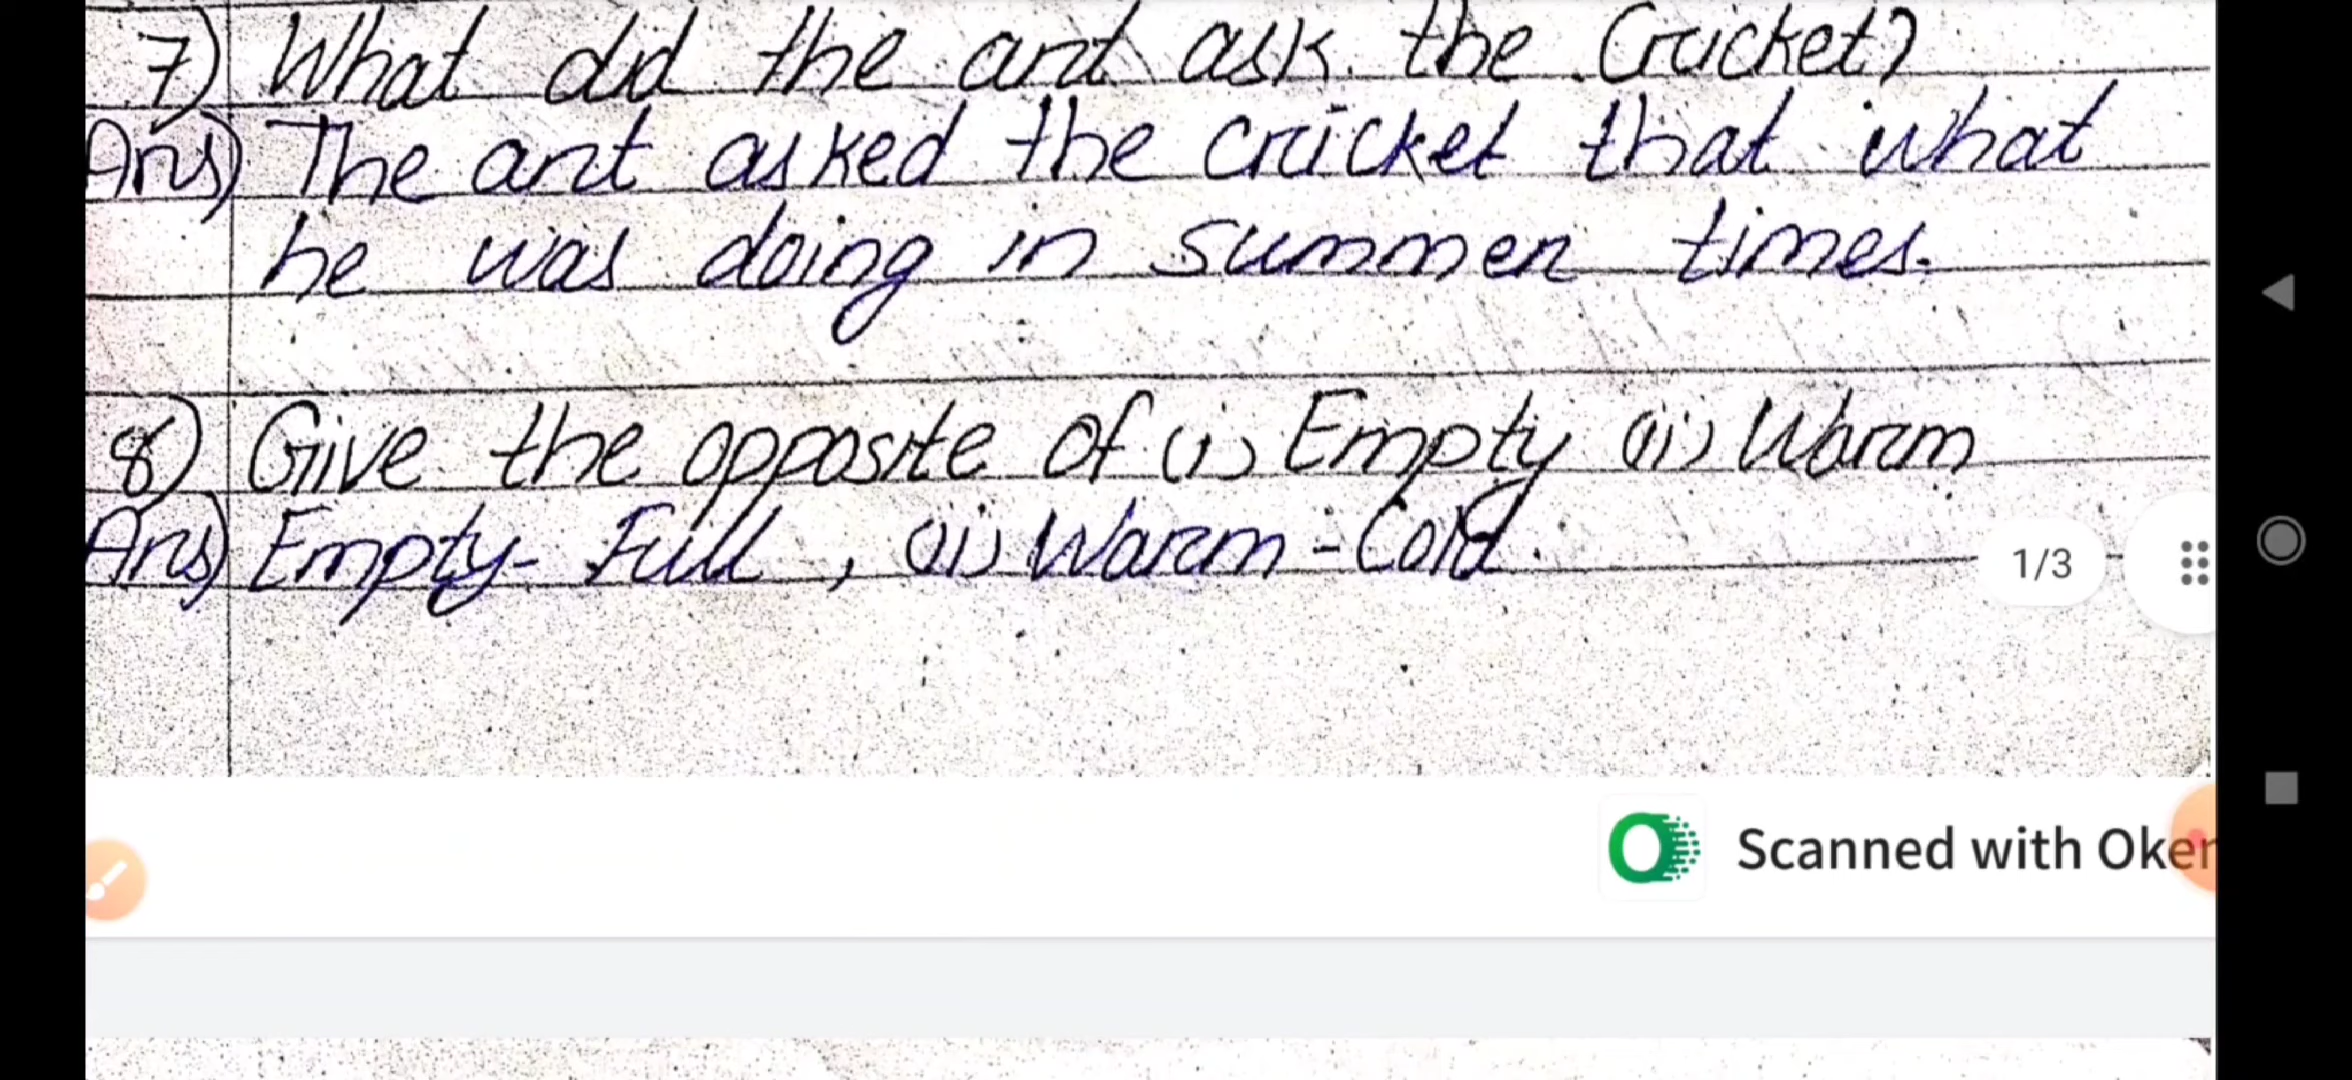 7) What did the ant ask the Cricket?
Ans) The ant asked the cricket that what
he was doing in summer times.
8) Give the opposite of (i) Empty (ii) Warm
Ans) Empty - Full, (ii) Warm - Cold.
1/3
Scanned with Oken